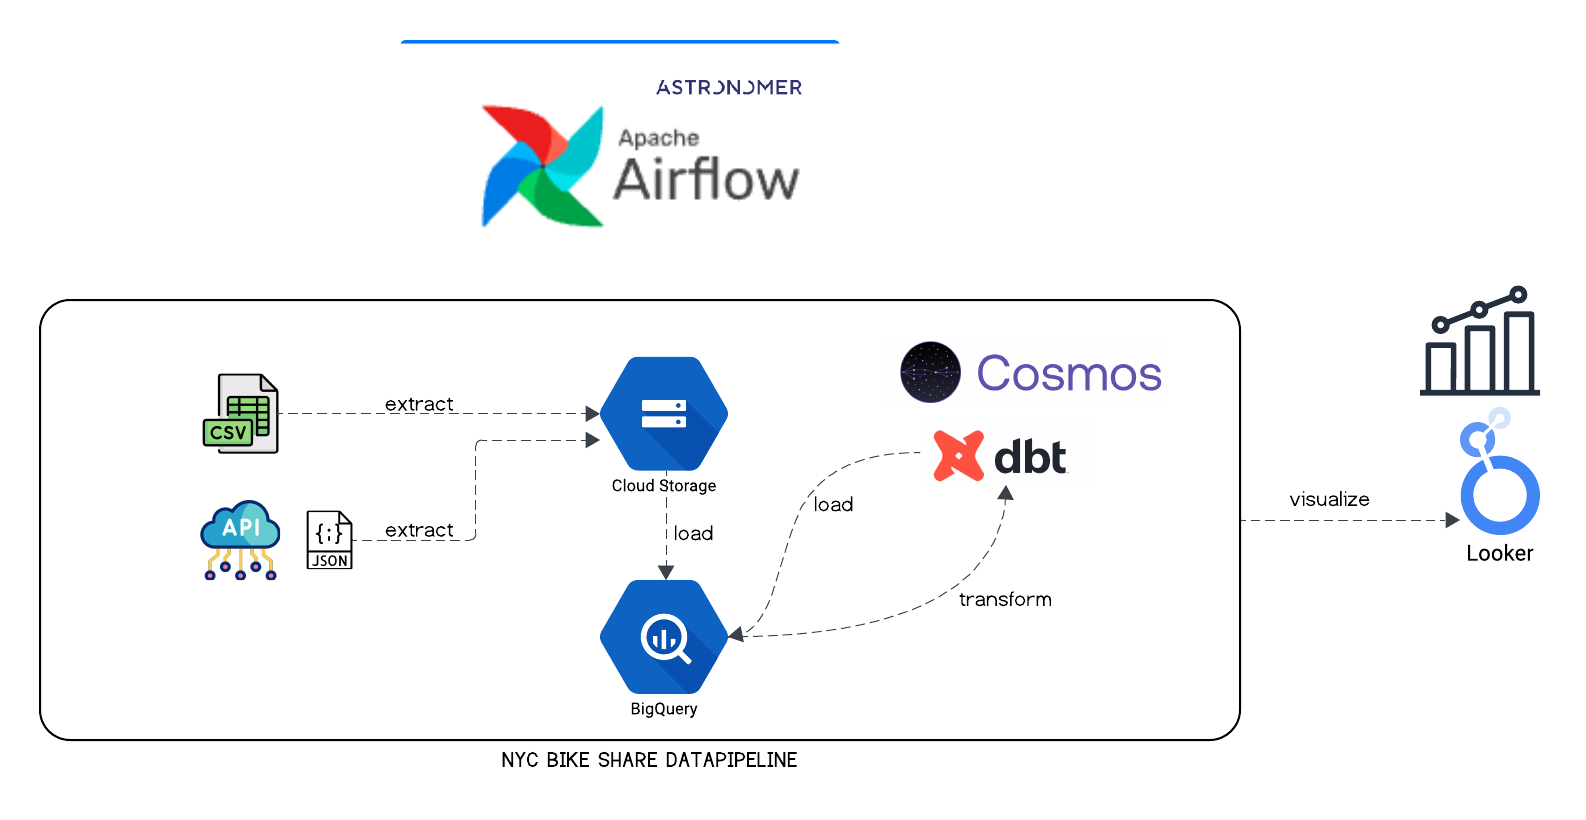 ASTRONOMER
Apache
Airflow
Cosmos
CSV
extract
Cloud Storage
dbt
API
{;}
JSON
extract
load
load
visualize
Looker
transform
BigQuery
NYC BIKE SHARE DATAPIPELINE